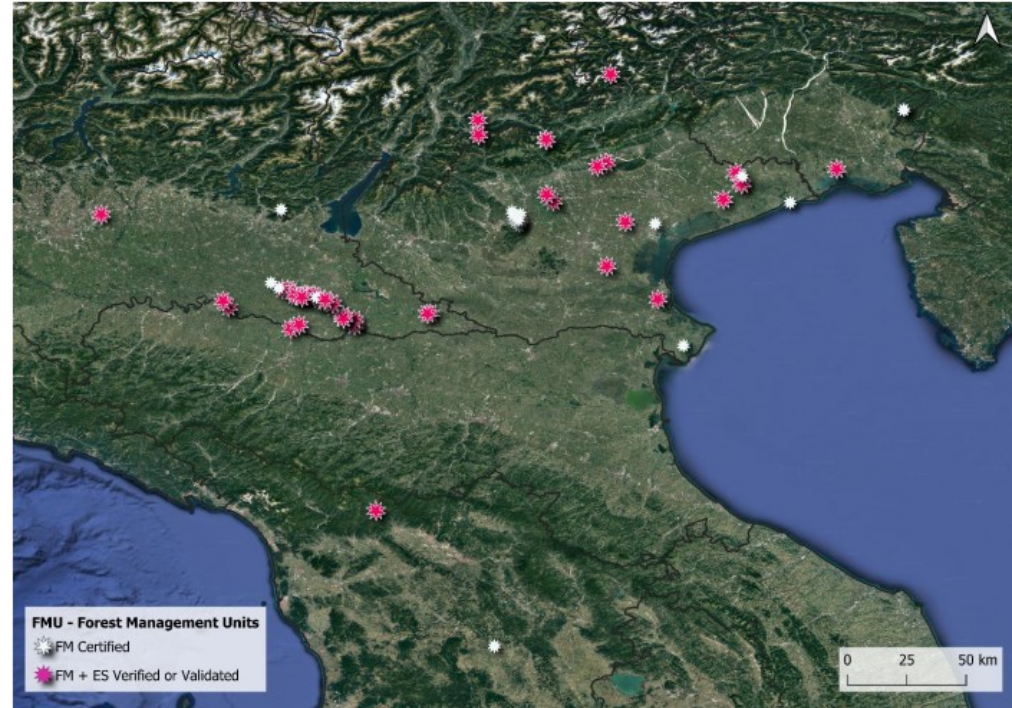 FMU - Forest Management Units
FM Certified
FM + ES Verified or Validated
0 25 50 km